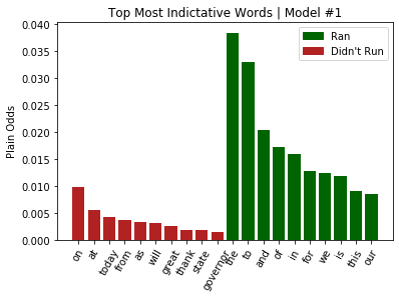 Top Most Indictative Words | Model #1
Ran
Didn't Run
Plain Odds
0.040
0.035
0.030
0.025
0.020
0.015
0.010
0.005
0.000
on
at
today
from
as
will
great
thank
state
governor
the
to
and
of
in
for
we
is
this
our